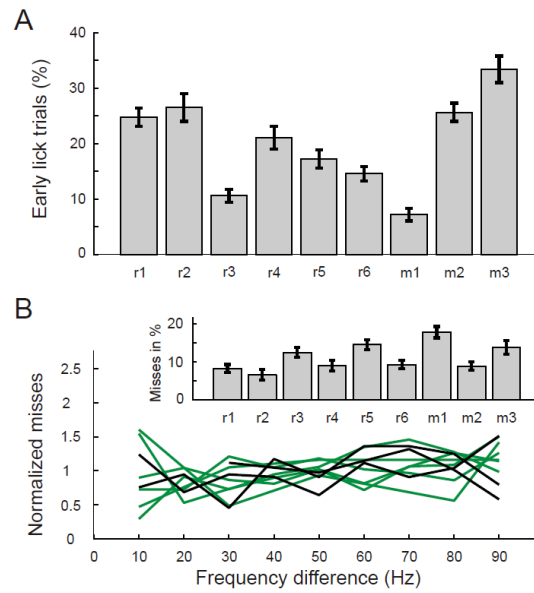 A
Early lick trials (%)
40
30
20
10
0
r1 r2 r3 r4 r5 r6 m1 m2 m3
B
Misses in %
20
10
0
r1 r2 r3 r4 r5 r6 m1 m2 m3
Normalized misses
2.5
2
1.5
1
0.5
0
0 10 20 30 40 50 60 70 80 90
Frequency difference (Hz)